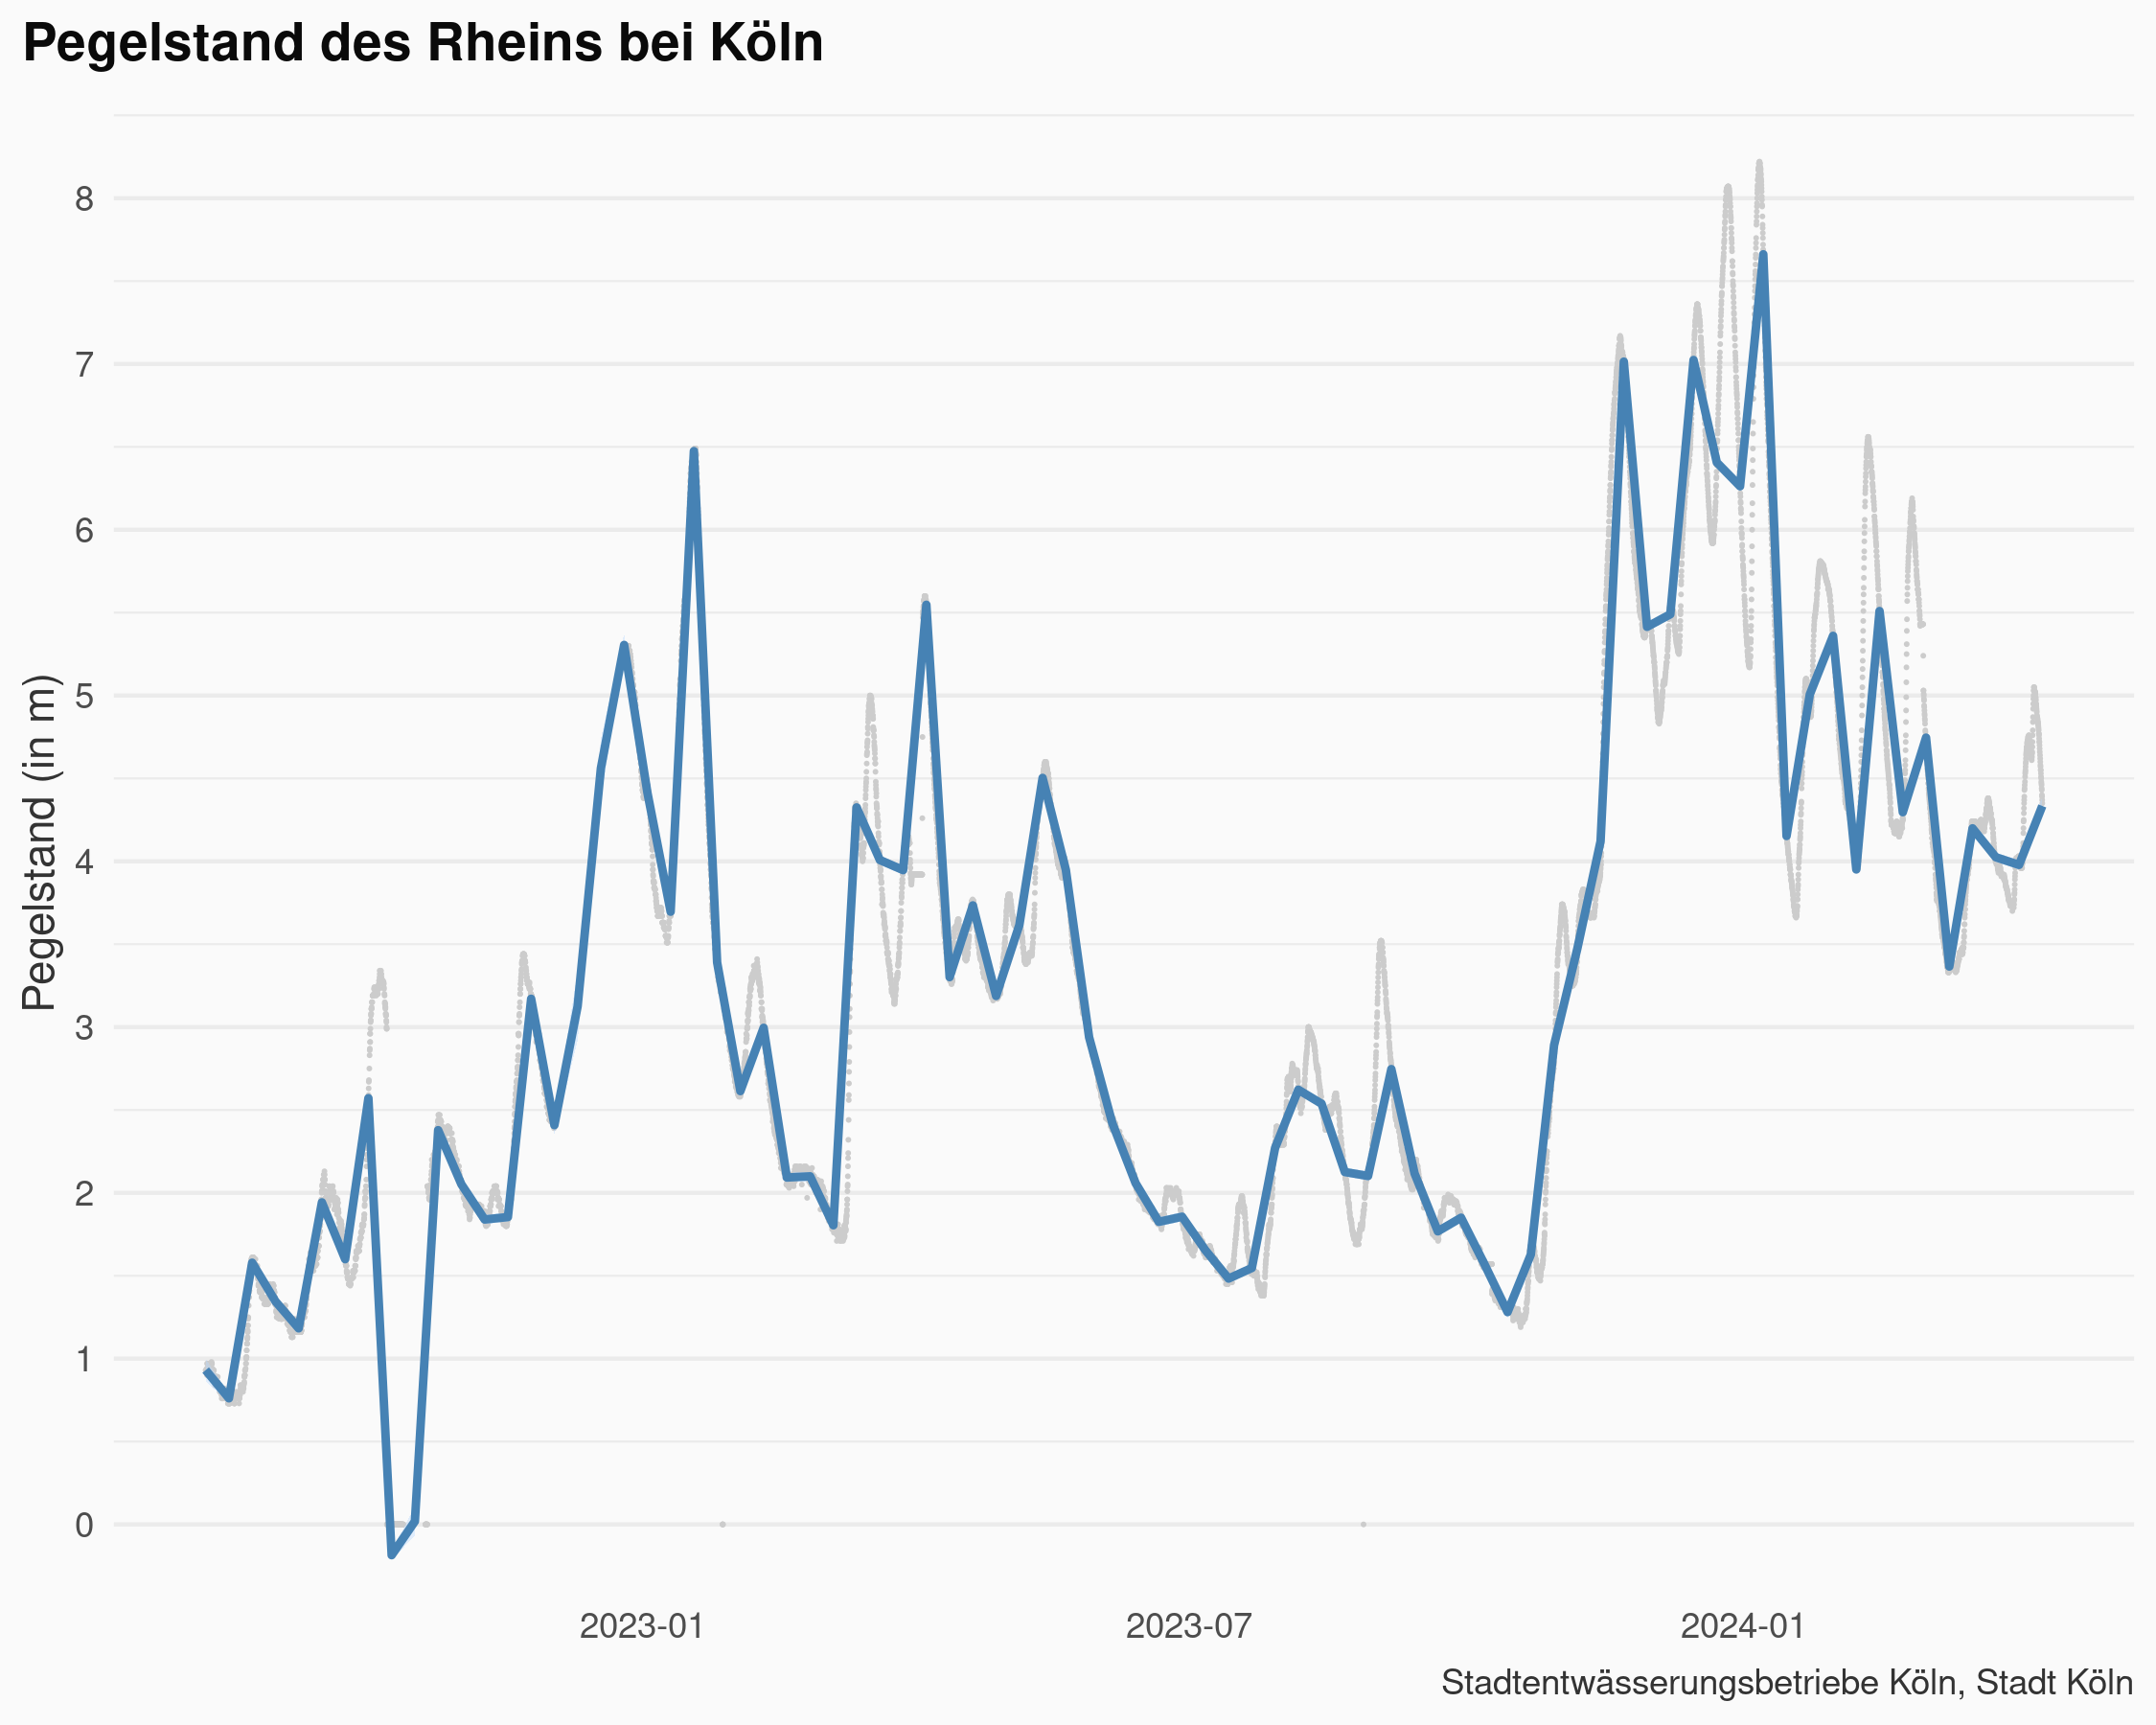 Pegelstand des Rheins bei Köln
Pegelstand (in m)
8
7
6
5
4
3
2
1
0
2023-01 2023-07 2024-01
Stadtentwässerungsbetriebe Köln, Stadt Köln